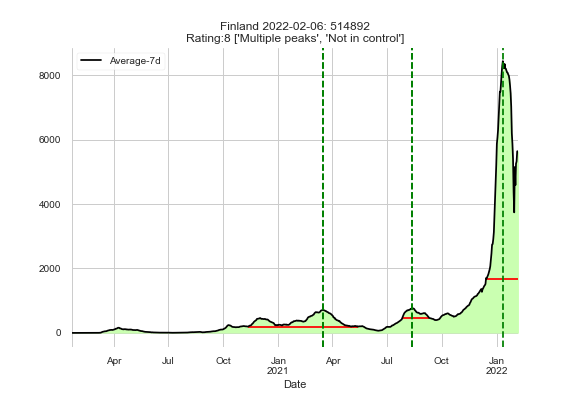 Finland 2022-02-06: 514892
Rating:8 ['Multiple peaks', 'Not in control']
Average-7d
8000
6000
4000
2000
0
Apr Jul Oct Jan Apr Jul Oct Jan
2021 2022
Date